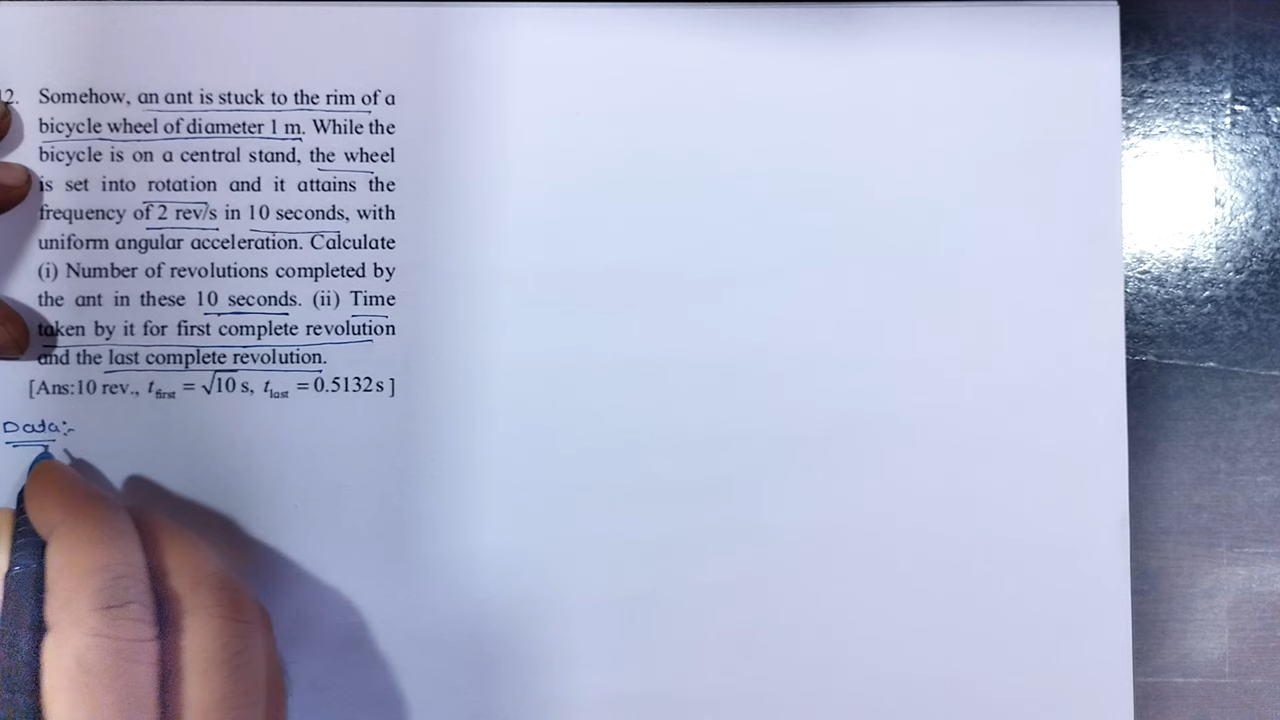 12. Somehow, an ant is stuck to the rim of a
bicycle wheel of diameter 1 m. While the
bicycle is on a central stand, the wheel
is set into rotation and it attains the
frequency of 2 rev/s in 10 seconds, with
uniform angular acceleration. Calculate
(i) Number of revolutions completed by
the ant in these 10 seconds. (ii) Time
taken by it for first complete revolution
and the last complete revolution.
[Ans:10 rev., t_first = √10 s, t_last = 0.5132s ]
Data:-